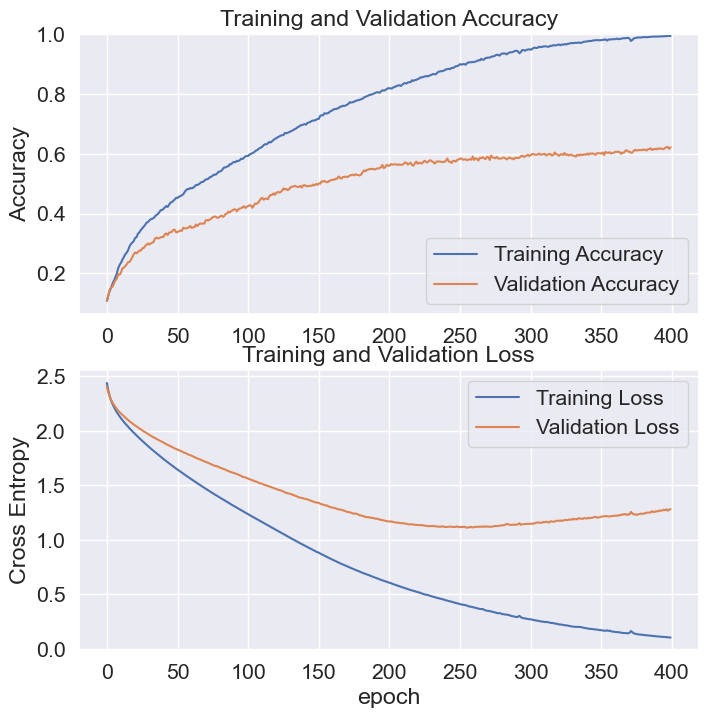 Training and Validation Accuracy
1.0
0.8
0.6
0.4
0.2
Accuracy
Training Accuracy
Validation Accuracy
0 50 100 150 200 250 300 350 400
Training and Validation Loss
2.5
2.0
1.5
1.0
0.5
0.0
Cross Entropy
Training Loss
Validation Loss
0 50 100 150 200 250 300 350 400
epoch